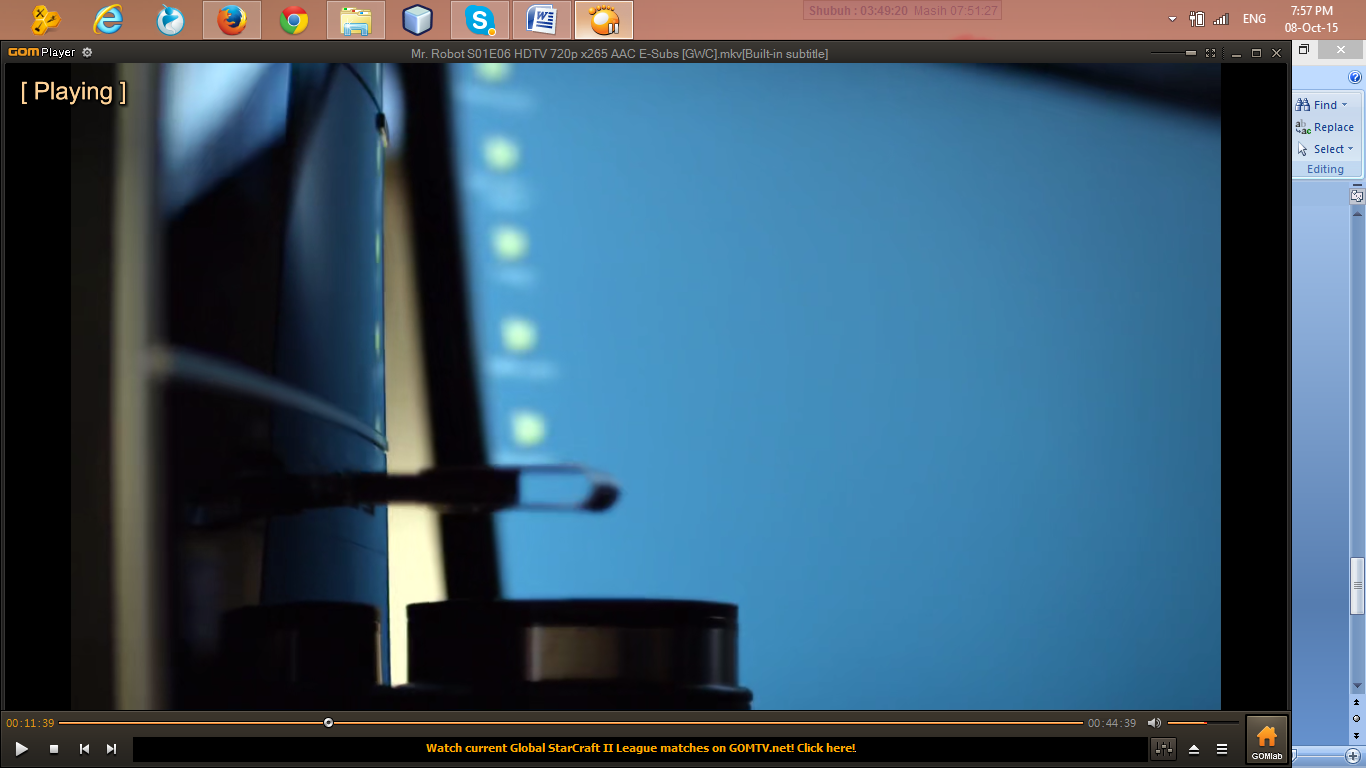 Shubuh : 03:49:20 Masih 07:51:27
ENG
7:57 PM
08-Oct-15
GOMPlayer
Mr. Robot S01E06 HDTV 720p x265 AAC E-Subs [GWC].mkv[Built-in subtitle]
[ Playing ]
Find
Replace
Select
Editing
00:11:39
00:44:39
Watch current Global StarCraft II League matches on GOMTV.net! Click here!
GOMlab